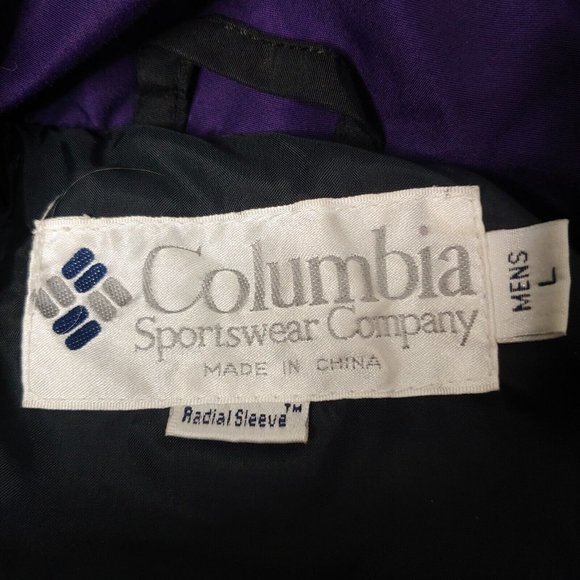 Columbia
Sportswear Company
MADE IN CHINA
MENS
L
Radial Sleeve™